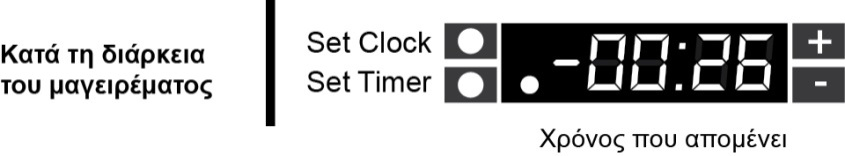 Κατά τη διάρκεια
του μαγειρέματος
Set Clock
Set Timer
-00:26
+
-
Χρόνος που απομένει